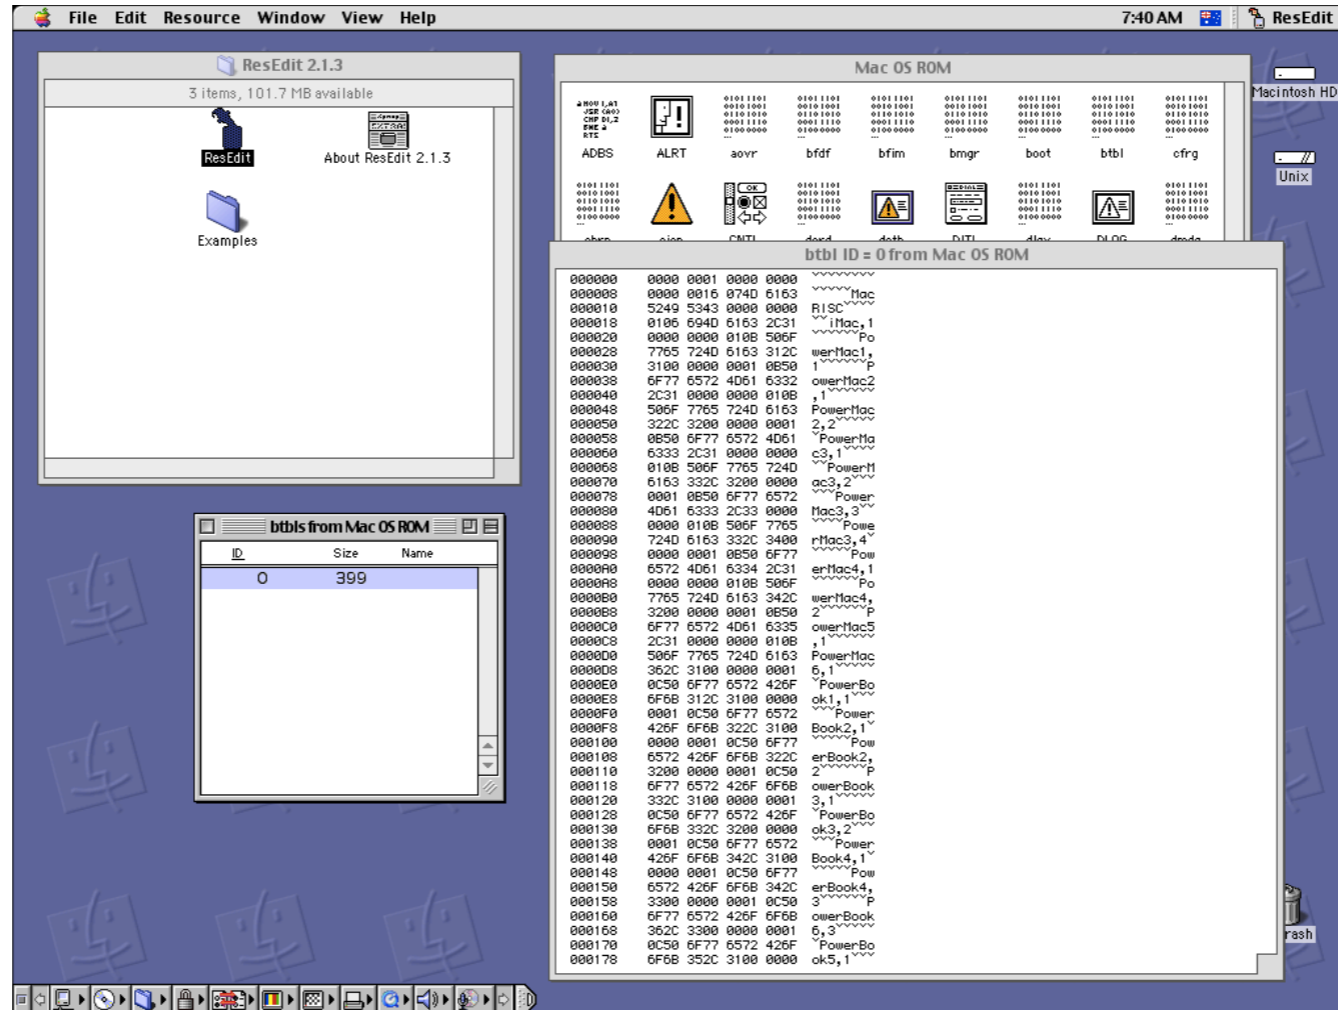 File Edit Resource Window View Help
7:40 AM
ResEdit
ResEdit 2.1.3
3 items, 101.7 MB available
ResEdit
About ResEdit 2.1.3
Examples
Mac OS ROM
ADBS ALRT aovr bfdf bfim bmgr boot btbl cfrg
CNTL DITL DLOG
Macintosh HD
Unix
btbls from Mac OS ROM
ID Size Name
0 399
btbl ID = 0 from Mac OS ROM
000000 0000 0001 0000 0000
000008 0000 0016 074D 6163 Mac
000010 5249 5343 0000 0000 RISC
000018 0106 694D 6163 2C31 iMac,1
000020 0000 0000 010B 506F Po
000028 7765 724D 6163 312C werMac1,
000030 3100 0000 0001 0B50 1 P
000038 6F77 6572 4D61 6332 owerMac2
000040 2C31 0000 0000 010B ,1
000048 506F 7765 724D 6163 PowerMac
000050 322C 3200 0000 0001 2,2
000058 0B50 6F77 6572 4D61 PowerMa
000060 6333 2C31 0000 0000 c3,1
000068 010B 506F 7765 724D PowerM
000070 6163 332C 3200 0000 ac3,2
000078 0001 0B50 6F77 6572 Power
000080 4D61 6333 2C33 0000 Mac3,3
000088 0000 010B 506F 7765 Powe
000090 724D 6163 332C 3400 rMac3,4
000098 0000 0001 0B50 6F77 Pow
0000A0 6572 4D61 6334 2C31 erMac4,1
0000A8 0000 0000 010B 506F Po
0000B0 7765 724D 6163 342C werMac4,
0000B8 3200 0000 0001 0B50 2 P
0000C0 6F77 6572 4D61 6335 owerMac5
0000C8 2C31 0000 0000 010B ,1
0000D0 506F 7765 724D 6163 PowerMac
0000D8 362C 3100 0000 0001 6,1
0000E0 0C50 6F77 6572 426F PowerBo
0000E8 6F6B 312C 3100 0000 ok1,1
0000F0 0001 0C50 6F77 6572 Power
0000F8 426F 6F6B 322C 3100 Book2,1
000100 0000 0001 0C50 6F77 Pow
000108 6572 426F 6F6B 322C erBook2,
000110 3200 0000 0001 0C50 2 P
000118 6F77 6572 426F 6F6B owerBook
000120 332C 3100 0000 0001 3,1
000128 0C50 6F77 6572 426F PowerBo
000130 6F6B 332C 3200 0000 ok3,2
000138 0001 0C50 6F77 6572 Power
000140 426F 6F6B 342C 3100 Book4,1
000148 0000 0001 0C50 6F77 Pow
000150 6572 426F 6F6B 342C erBook4,
000158 3300 0000 0001 0C50 3 P
000160 6F77 6572 426F 6F6B owerBook
000168 362C 3300 0000 0001 6,3
000170 0C50 6F77 6572 426F PowerBo
000178 6F6B 352C 3100 0000 ok5,1
rash